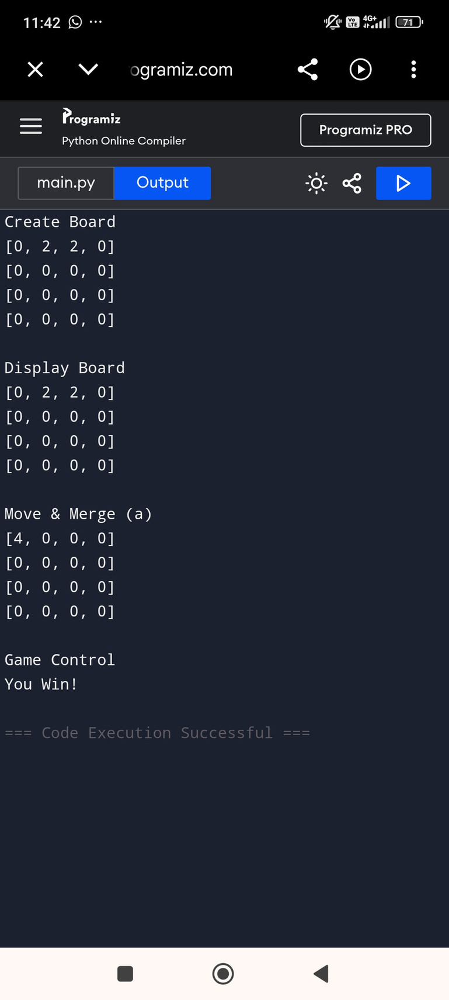 11:42 ... Vo LTE 4G+ 71
ogramiz.com
Programiz
Python Online Compiler
Programiz PRO
main.py Output
Create Board
[0, 2, 2, 0]
[0, 0, 0, 0]
[0, 0, 0, 0]
[0, 0, 0, 0]
Display Board
[0, 2, 2, 0]
[0, 0, 0, 0]
[0, 0, 0, 0]
[0, 0, 0, 0]
Move & Merge (a)
[4, 0, 0, 0]
[0, 0, 0, 0]
[0, 0, 0, 0]
[0, 0, 0, 0]
Game Control
You Win!
=== Code Execution Successful ===